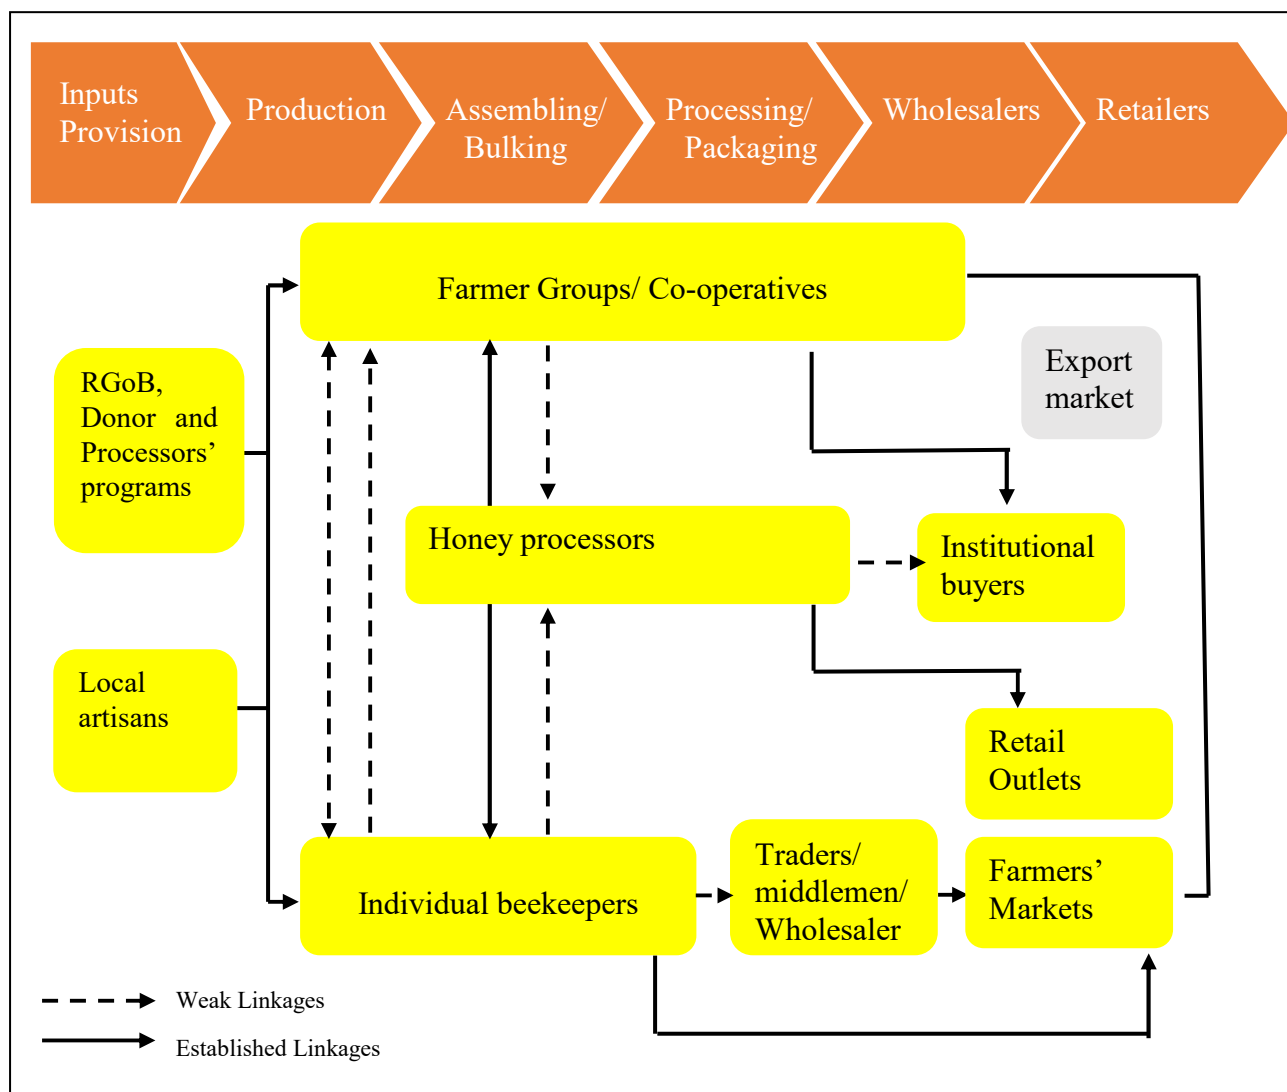 Inputs
Provision
Production
Assembling/
Bulking
Processing/
Packaging
Wholesalers
Retailers
Farmer Groups/ Co-operatives
RGoB,
Donor and
Processors’
programs
Export
market
Honey processors
Institutional
buyers
Local
artisans
Retail
Outlets
Individual beekeepers
Traders/
middlemen/
Wholesaler
Farmers’
Markets
Weak Linkages
Established Linkages